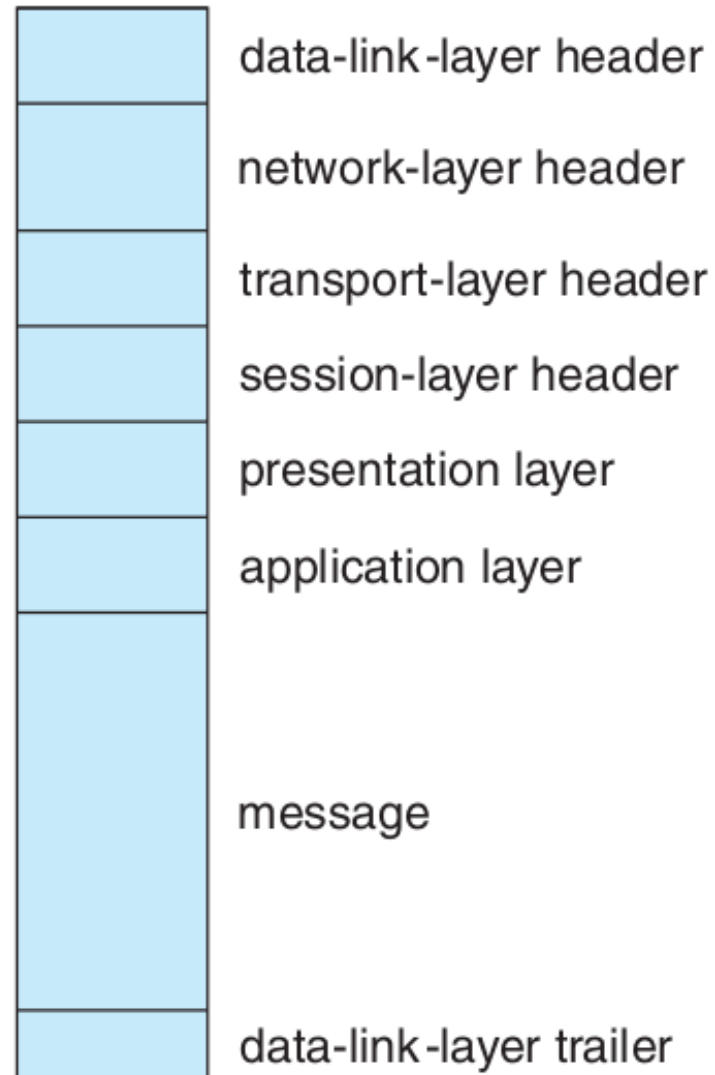 data-link-layer header
network-layer header
transport-layer header
session-layer header
presentation layer
application layer
message
data-link-layer trailer